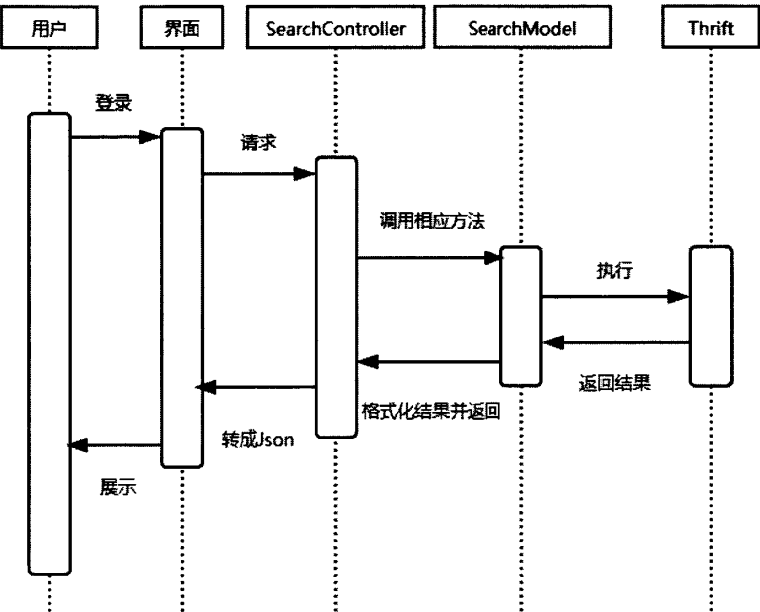 用户
界面
SearchController
SearchModel
Thrift
登录
请求
调用相应方法
执行
返回结果
格式化结果并返回
转成Json
展示